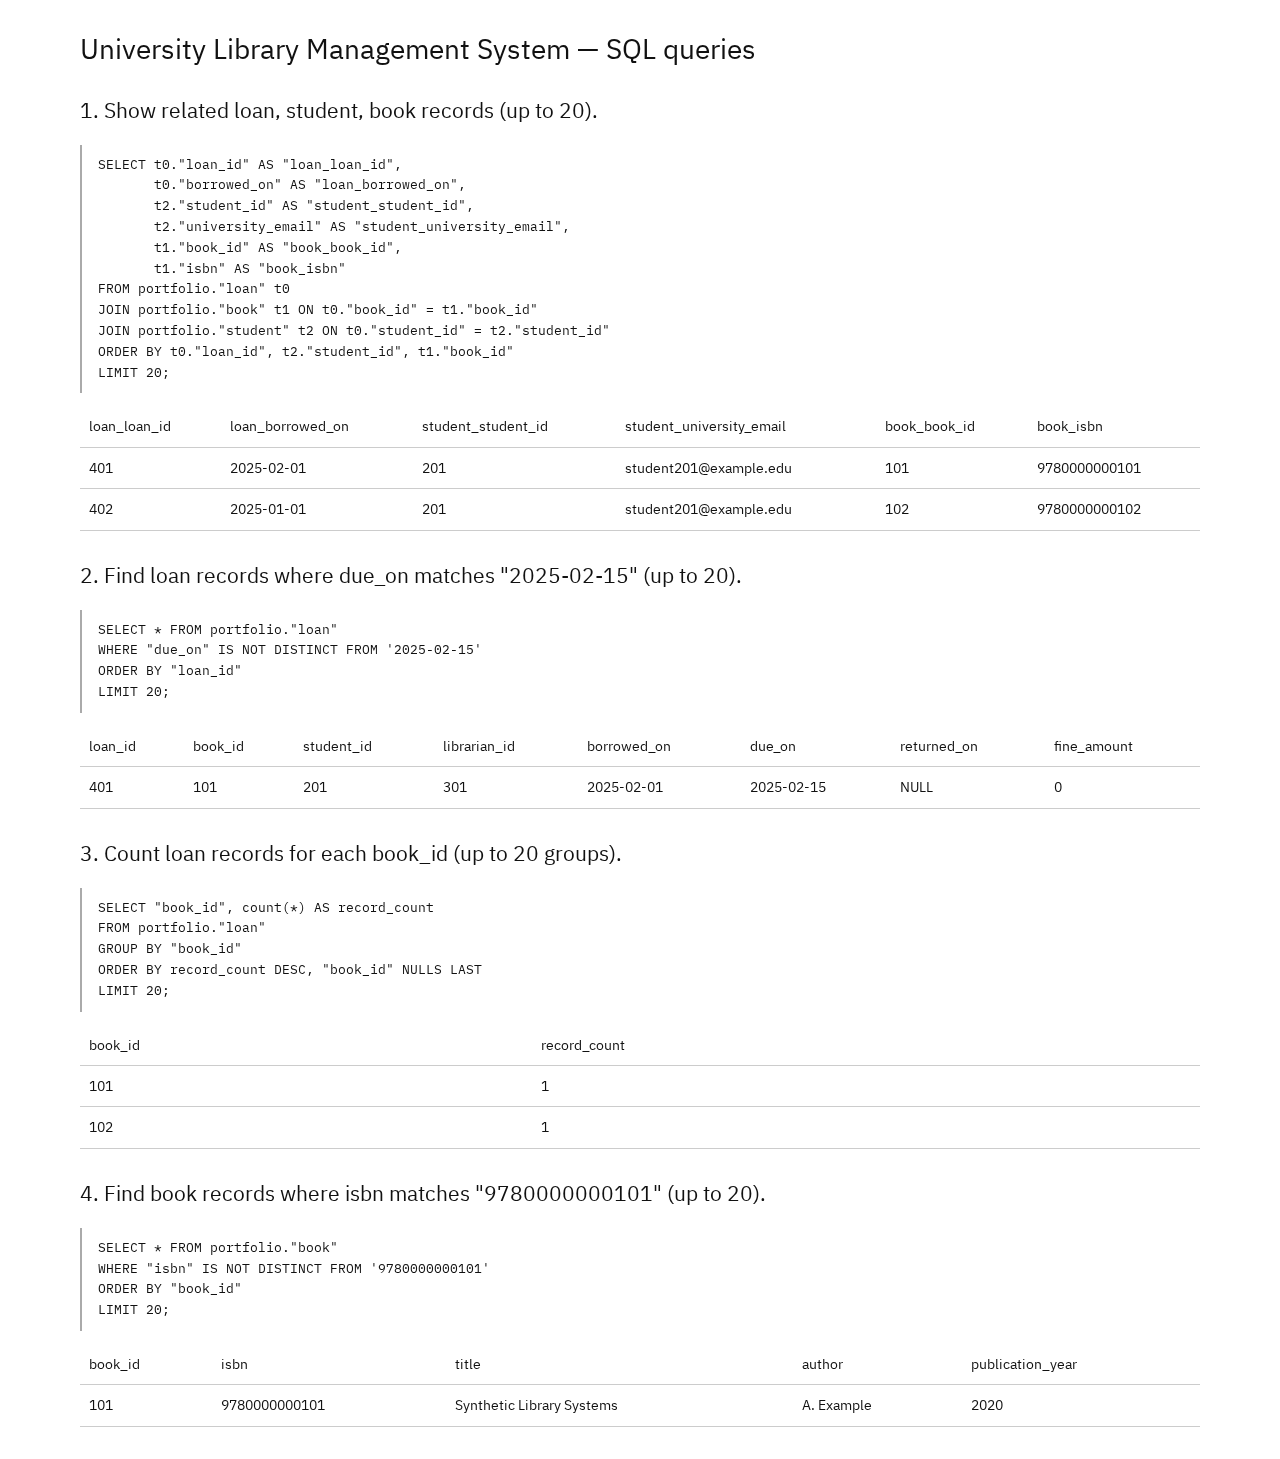 University Library Management System — SQL queries
1. Show related loan, student, book records (up to 20).
SELECT t0."loan_id" AS "loan_loan_id",
       t0."borrowed_on" AS "loan_borrowed_on",
       t2."student_id" AS "student_student_id",
       t2."university_email" AS "student_university_email",
       t1."book_id" AS "book_book_id",
       t1."isbn" AS "book_isbn"
FROM portfolio."loan" t0
JOIN portfolio."book" t1 ON t0."book_id" = t1."book_id"
JOIN portfolio."student" t2 ON t0."student_id" = t2."student_id"
ORDER BY t0."loan_id", t2."student_id", t1."book_id"
LIMIT 20;
loan_loan_id loan_borrowed_on student_student_id student_university_email book_book_id book_isbn
401 2025-02-01 201 student201@example.edu 101 9780000000101
402 2025-01-01 201 student201@example.edu 102 9780000000102
2. Find loan records where due_on matches "2025-02-15" (up to 20).
SELECT * FROM portfolio."loan"
WHERE "due_on" IS NOT DISTINCT FROM '2025-02-15'
ORDER BY "loan_id"
LIMIT 20;
loan_id book_id student_id librarian_id borrowed_on due_on returned_on fine_amount
401 101 201 301 2025-02-01 2025-02-15 NULL 0
3. Count loan records for each book_id (up to 20 groups).
SELECT "book_id", count(*) AS record_count
FROM portfolio."loan"
GROUP BY "book_id"
ORDER BY record_count DESC, "book_id" NULLS LAST
LIMIT 20;
book_id record_count
101 1
102 1
4. Find book records where isbn matches "9780000000101" (up to 20).
SELECT * FROM portfolio."book"
WHERE "isbn" IS NOT DISTINCT FROM '9780000000101'
ORDER BY "book_id"
LIMIT 20;
book_id isbn title author publication_year
101 9780000000101 Synthetic Library Systems A. Example 2020